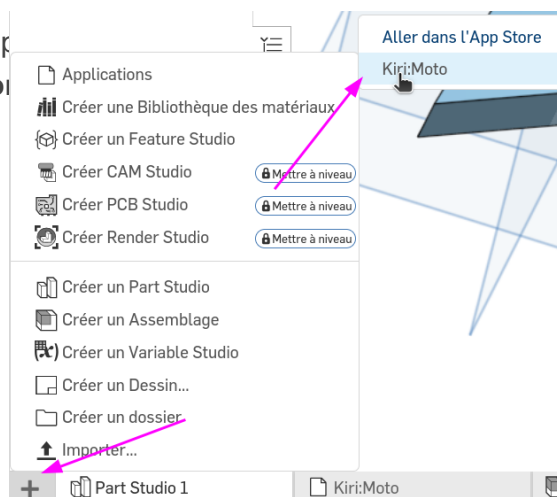 Aller dans l'App Store
Kiri:Moto
Applications
Créer une Bibliothèque des matériaux
Créer un Feature Studio
Créer CAM Studio
Mettre à niveau
Créer PCB Studio
Mettre à niveau
Créer Render Studio
Mettre à niveau
Créer un Part Studio
Créer un Assemblage
Créer un Variable Studio
Créer un Dessin...
Créer un dossier
Importer...
Part Studio 1
Kiri:Moto